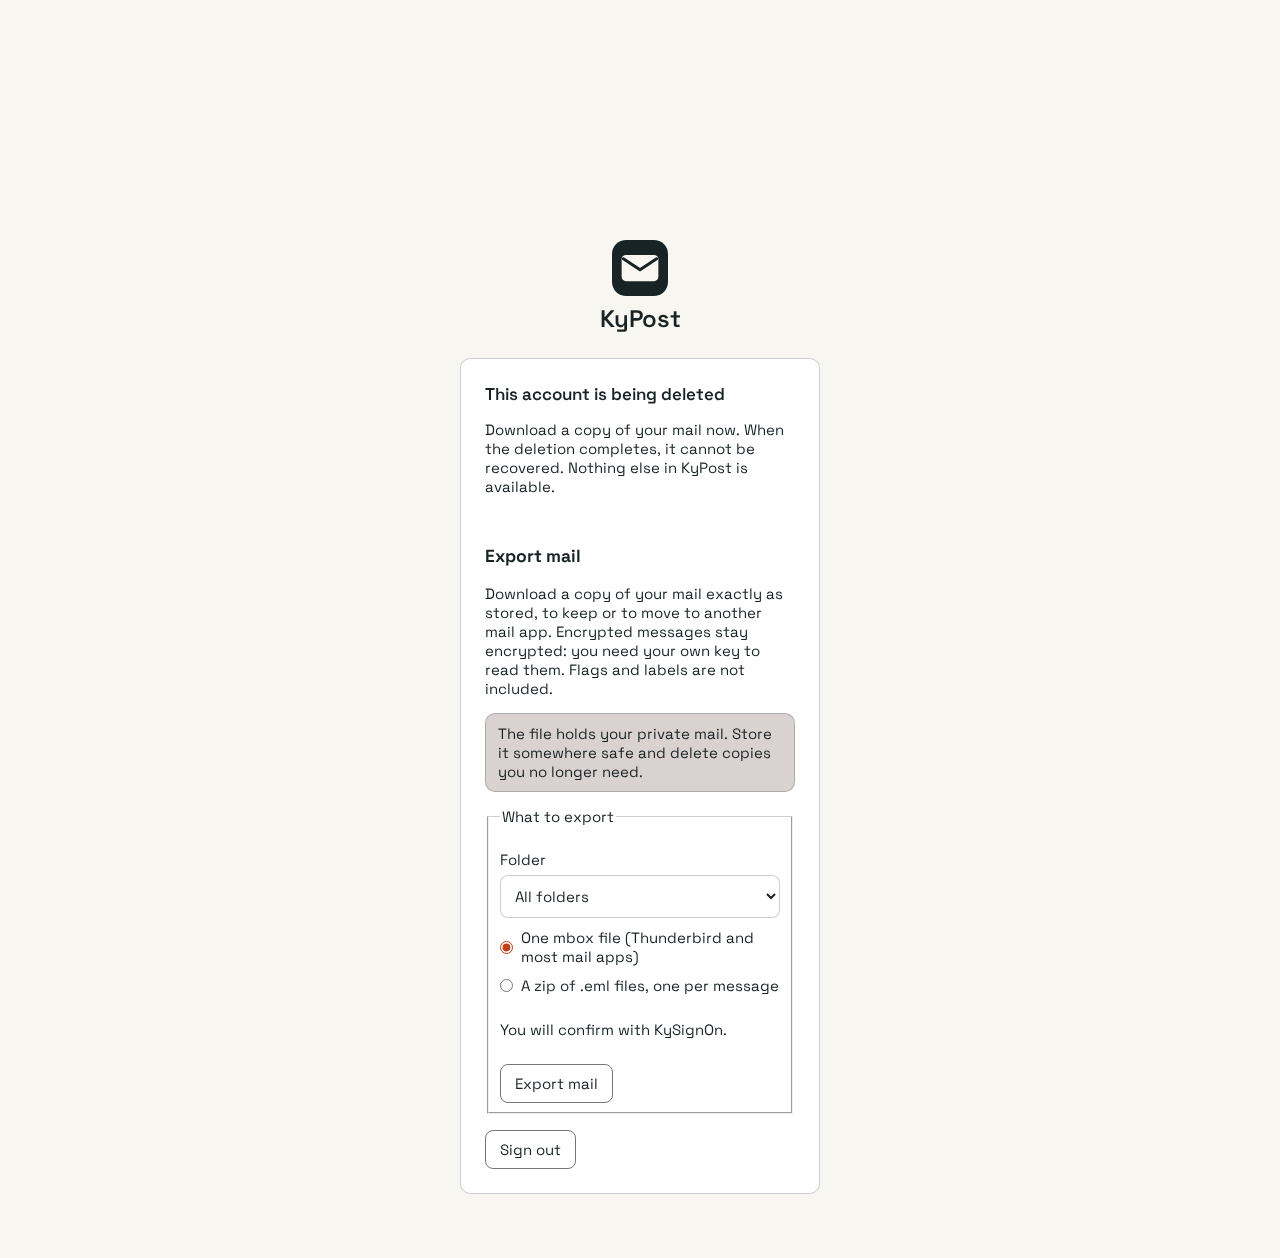 KyPost
This account is being deleted
Download a copy of your mail now. When
the deletion completes, it cannot be
recovered. Nothing else in KyPost is
available.
Export mail
Download a copy of your mail exactly as
stored, to keep or to move to another
mail app. Encrypted messages stay
encrypted: you need your own key to
read them. Flags and labels are not
included.
The file holds your private mail. Store
it somewhere safe and delete copies
you no longer need.
What to export
Folder
All folders
One mbox file (Thunderbird and
most mail apps)
A zip of .eml files, one per message
You will confirm with KySignOn.
Export mail
Sign out